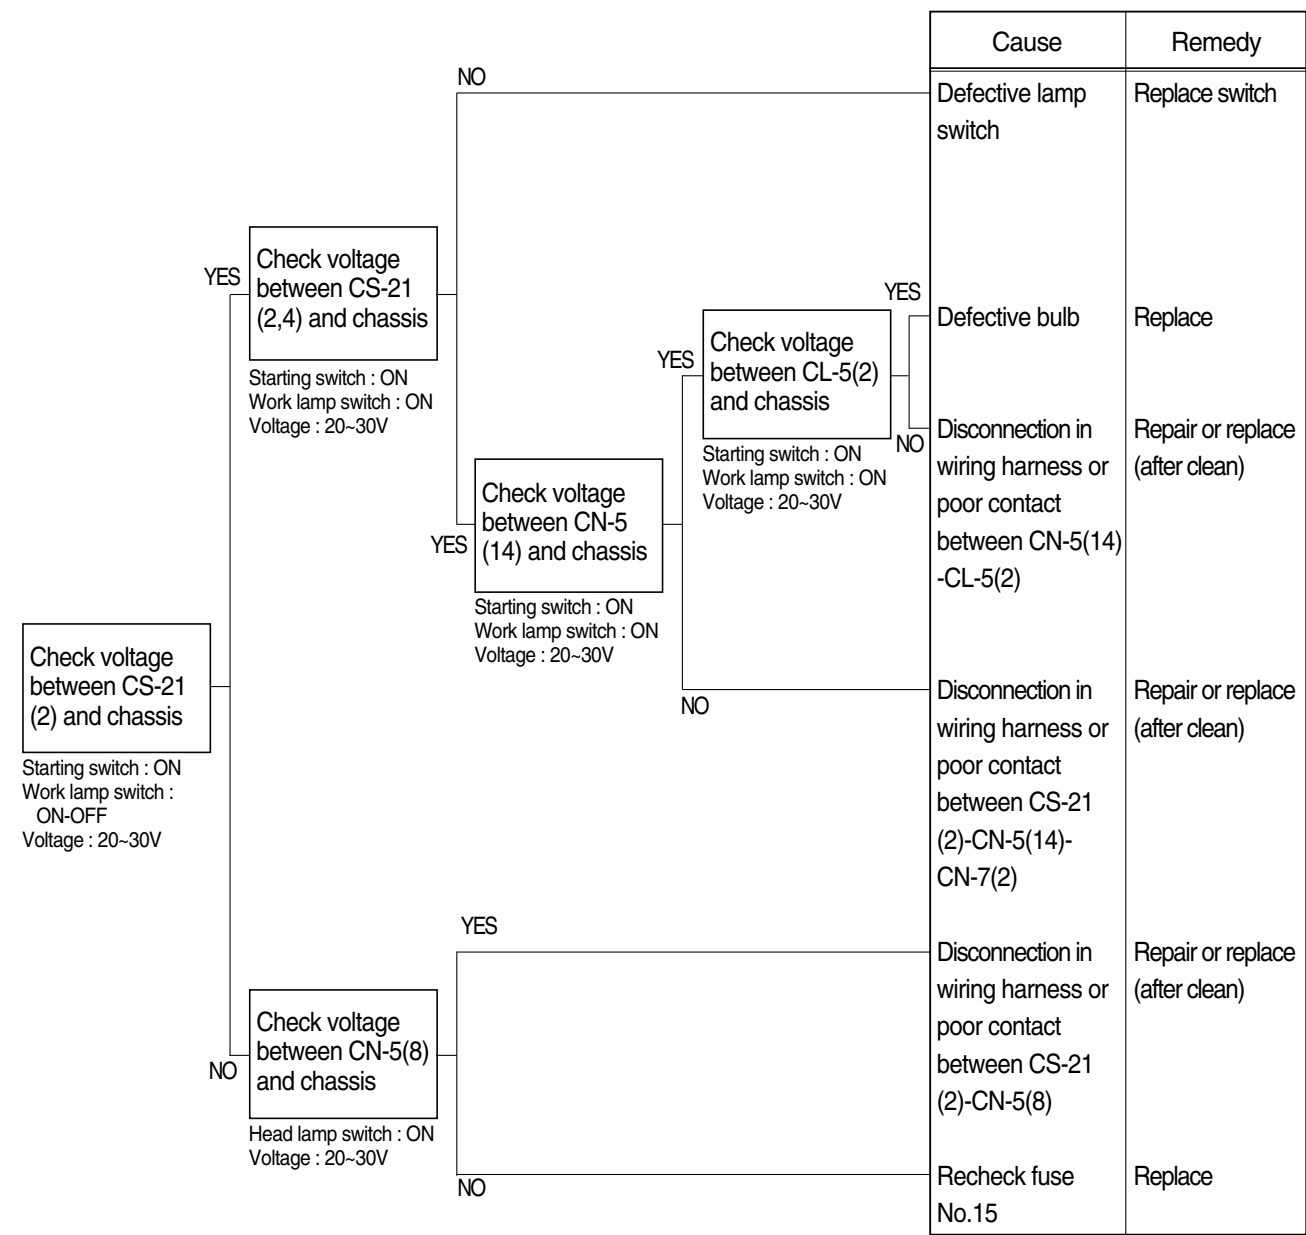 Cause
Remedy
NO
Defective lamp
switch
Replace switch
YES
Check voltage
between CS-21
(2,4) and chassis
Starting switch : ON
Work lamp switch : ON
Voltage : 20~30V
YES
Defective bulb
Replace
YES
Check voltage
between CL-5(2)
and chassis
Starting switch : ON
Work lamp switch : ON
Voltage : 20~30V
NO
Disconnection in
wiring harness or
poor contact
between CN-5(14)
-CL-5(2)
Repair or replace
(after clean)
YES
Check voltage
between CN-5
(14) and chassis
Starting switch : ON
Work lamp switch : ON
Voltage : 20~30V
Check voltage
between CS-21
(2) and chassis
Starting switch : ON
Work lamp switch :
ON-OFF
Voltage : 20~30V
NO
Disconnection in
wiring harness or
poor contact
between CS-21
(2)-CN-5(14)-
CN-7(2)
Repair or replace
(after clean)
YES
Disconnection in
wiring harness or
poor contact
between CS-21
(2)-CN-5(8)
Repair or replace
(after clean)
NO
Check voltage
between CN-5(8)
and chassis
Head lamp switch : ON
Voltage : 20~30V
NO
Recheck fuse
No.15
Replace